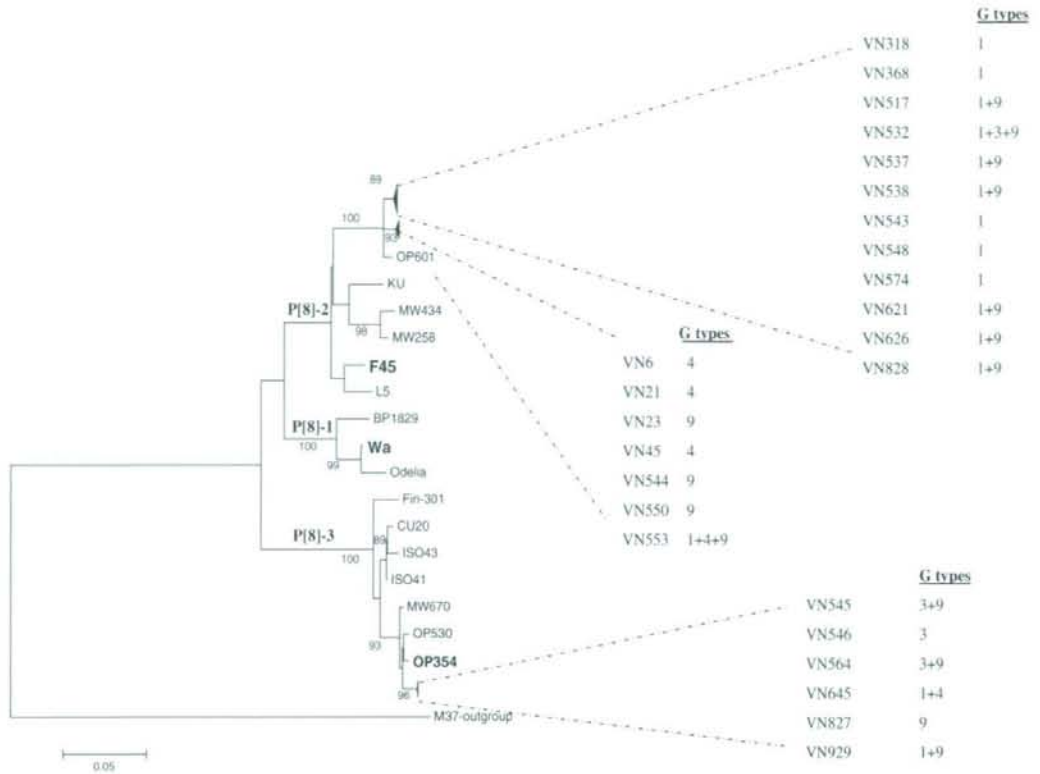 G types
VN318 1
VN368 1
VN517 1+9
VN532 1+3+9
VN537 1+9
VN538 1+9
VN543 1
VN548 1
VN574 1
VN621 1+9
VN626 1+9
VN828 1+9
89
100
93
OP601
KU
P[8]-2
MW434
98
MW258
F45
L5
G types
VN6 4
VN21 4
VN23 9
VN45 4
VN544 9
VN550 9
VN553 1+4+9
BP1829
P[8]-1
100
Wa
99
Odelia
Fin-301
P[8]-3
CU20
89
100
ISO43
ISO41
MW670
OP530
93
OP354
96
M37-outgroup
G types
VN545 3+9
VN546 3
VN564 3+9
VN645 1+4
VN827 9
VN929 1+9
0.05